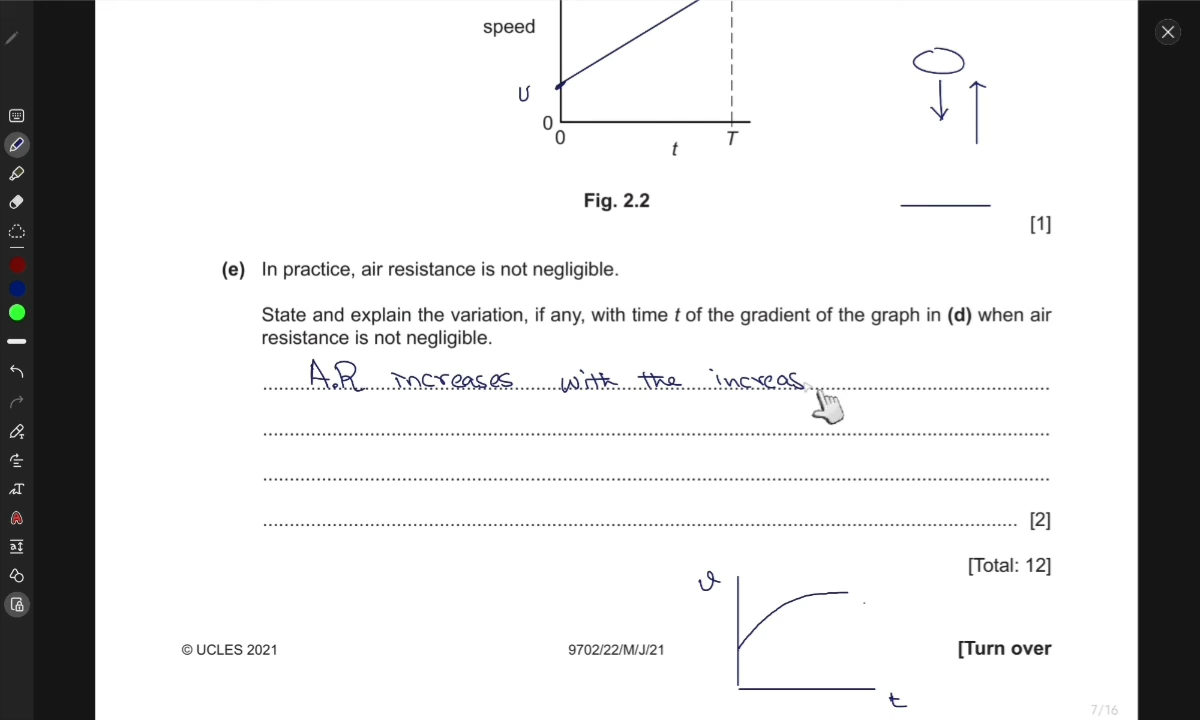 speed
U
0
0
t
T
Fig. 2.2
[1]
(e) In practice, air resistance is not negligible.
State and explain the variation, if any, with time t of the gradient of the graph in (d) when air
resistance is not negligible.
A.R increases with the increas
[2]
[Total: 12]
v
© UCLES 2021
9702/22/M/J/21
[Turn over
t
7/16